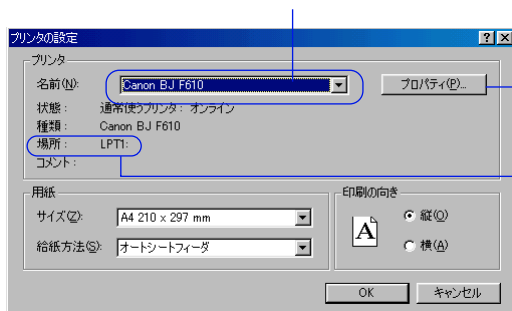 プリンタの設定
プリンタ
名前(N):
Canon BJ F610
プロパティ(P)...
状態： 通常使うプリンタ： オンライン
種類： Canon BJ F610
場所： LPT1:
コメント：
用紙
サイズ(Z):
A4 210 x 297 mm
給紙方法(S):
オートシートフィーダ
印刷の向き
A
縦(O)
横(A)
OK
キャンセル